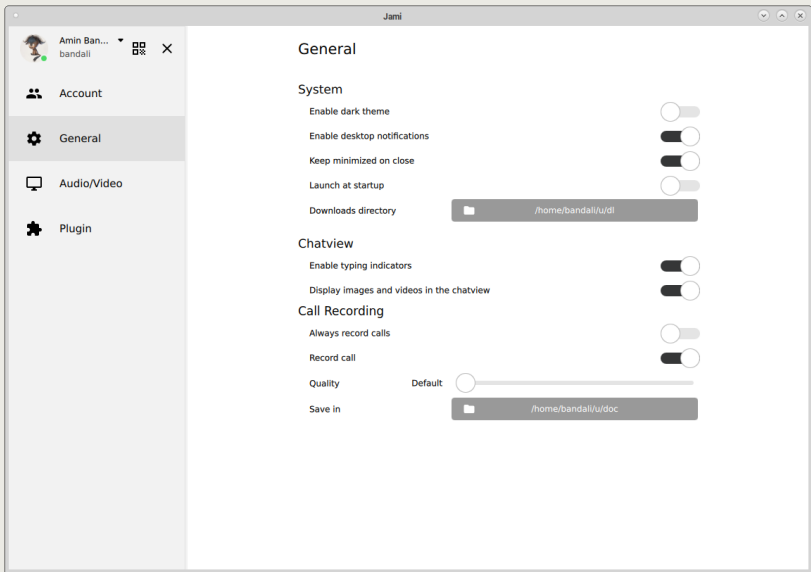 Jami
Amin Ban...
bandali
Account
General
Audio/Video
Plugin
General
System
Enable dark theme
Enable desktop notifications
Keep minimized on close
Launch at startup
Downloads directory /home/bandali/u/dl
Chatview
Enable typing indicators
Display images and videos in the chatview
Call Recording
Always record calls
Record call
Quality Default
Save in /home/bandali/u/doc